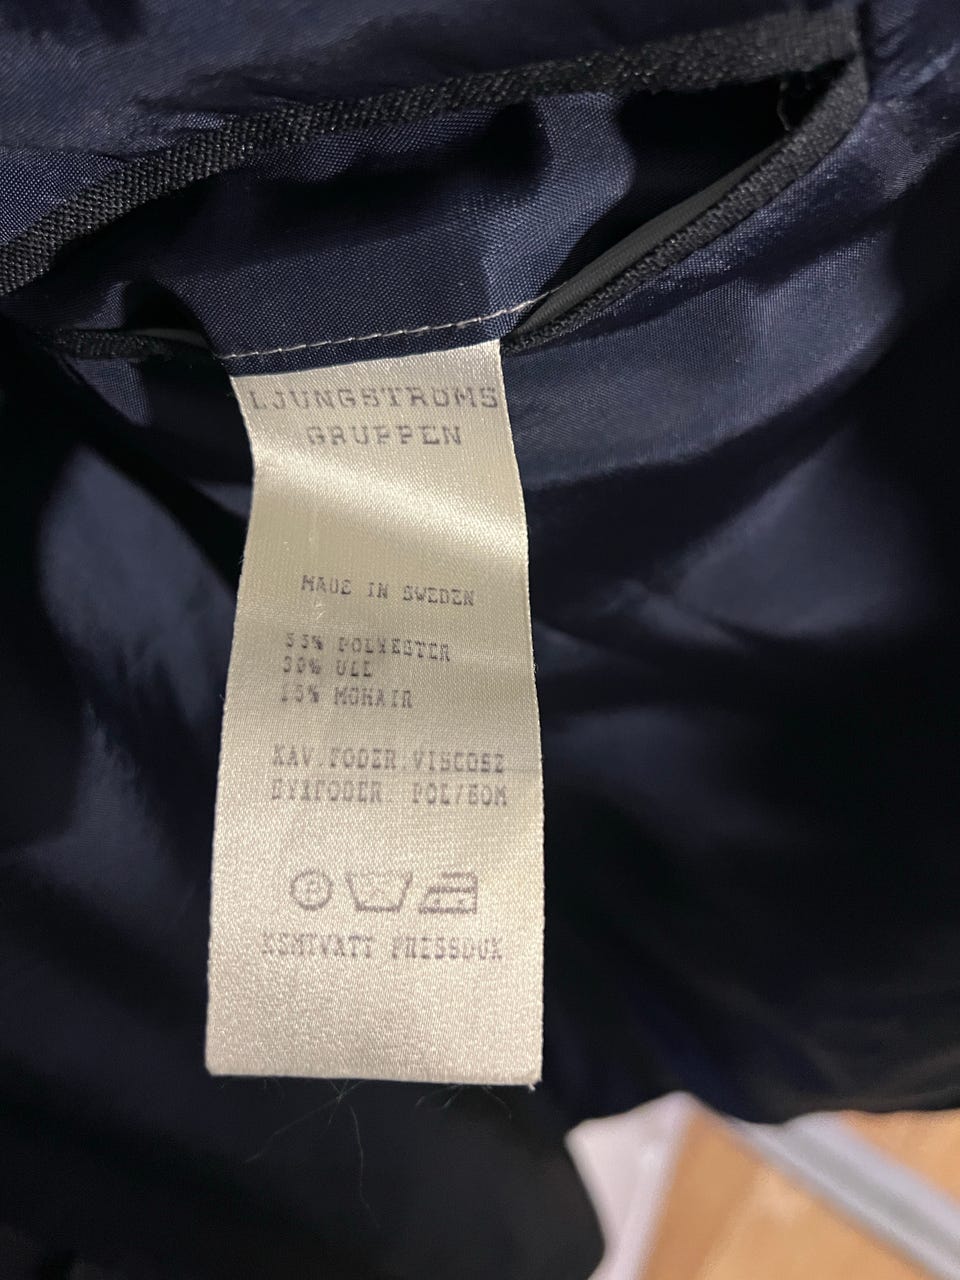 LJUNGSTRÖMS
GRUPPEN
MADE IN SWEDEN
55% POLYESTER
30% ULL
15% MOHAIR
KAV.FODER VISCOSE
BYXFODER POL/BOM
P
KEMTVÄTT PRESSDUK